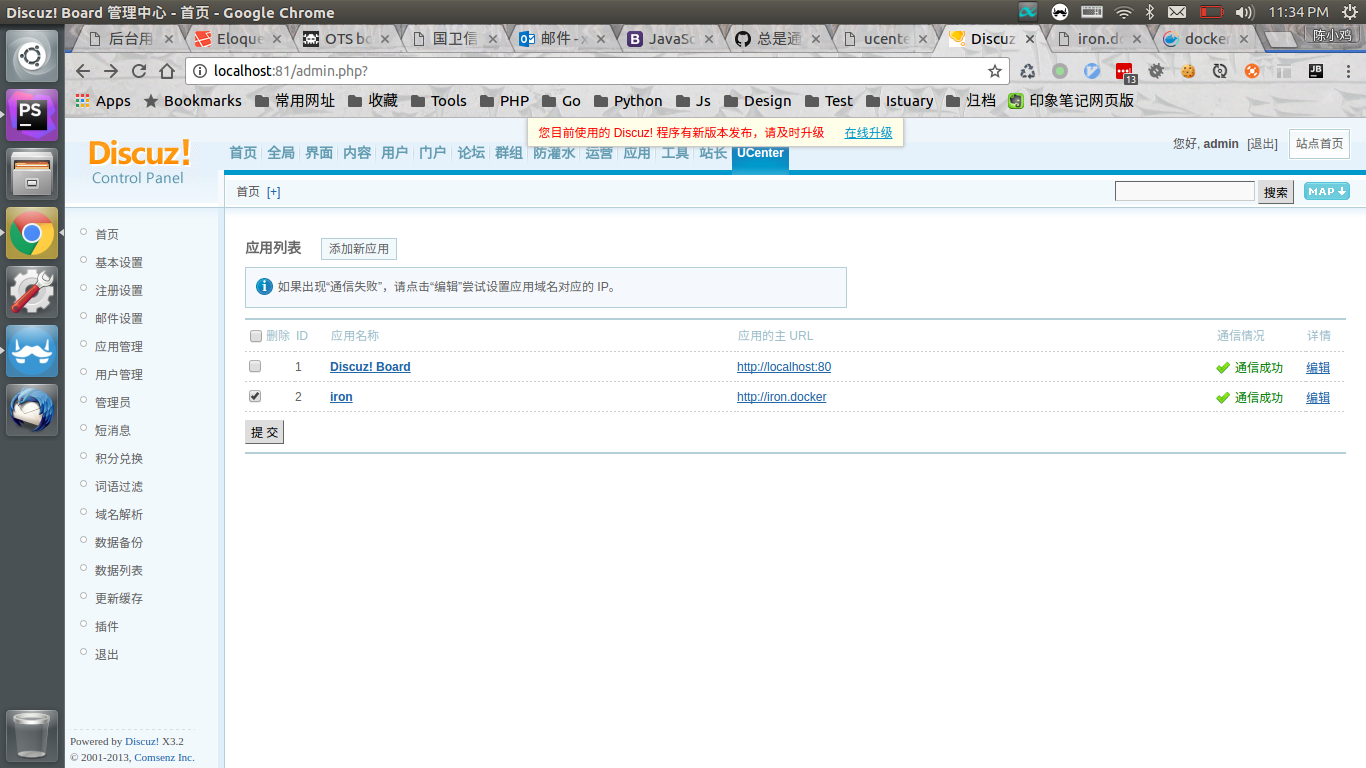 Discuz! Board 管理中心 - 首页 - Google Chrome
11:34 PM
后台用
Eloque
OTS bo
国卫信
邮件 - x
JavaSc
总是通
ucente
Discuz
iron.do
docker
陈小鸡
localhost:81/admin.php?
13
JB
Apps
Bookmarks
常用网址
收藏
Tools
PHP
Go
Python
Js
Design
Test
Istuary
归档
印象笔记网页版
PS
您目前使用的 Discuz! 程序有新版本发布，请及时升级 在线升级
Discuz!
Control Panel
首页 全局 界面 内容 用户 门户 论坛 群组 防灌水 运营 应用 工具 站长 UCenter
您好, admin [退出]
站点首页
首页 [+]
搜索
MAP
首页
基本设置
注册设置
邮件设置
应用管理
用户管理
管理员
短消息
积分兑换
词语过滤
域名解析
数据备份
数据列表
更新缓存
插件
退出
应用列表
添加新应用
如果出现“通信失败”，请点击“编辑”尝试设置应用域名对应的 IP。
删除 ID 应用名称 应用的主 URL 通信情况 详情
1 Discuz! Board http://localhost:80 通信成功 编辑
2 iron http://iron.docker 通信成功 编辑
提 交
Powered by Discuz! X3.2
© 2001-2013, Comsenz Inc.